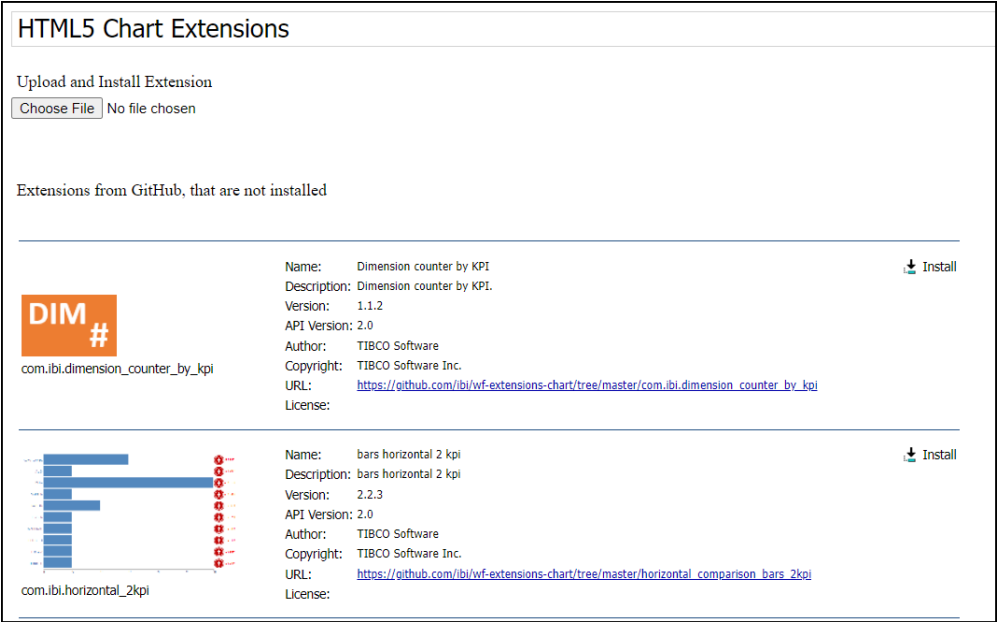 HTML5 Chart Extensions
Upload and Install Extension
Choose File No file chosen
Extensions from GitHub, that are not installed
DIM
#
com.ibi.dimension_counter_by_kpi
Name: Dimension counter by KPI
Description: Dimension counter by KPI.
Version: 1.1.2
API Version: 2.0
Author: TIBCO Software
Copyright: TIBCO Software Inc.
URL: https://github.com/ibi/wf-extensions-chart/tree/master/com.ibi.dimension_counter_by_kpi
License:
Install
com.ibi.horizontal_2kpi
Name: bars horizontal 2 kpi
Description: bars horizontal 2 kpi
Version: 2.2.3
API Version: 2.0
Author: TIBCO Software
Copyright: TIBCO Software Inc.
URL: https://github.com/ibi/wf-extensions-chart/tree/master/horizontal_comparison_bars_2kpi
License:
Install